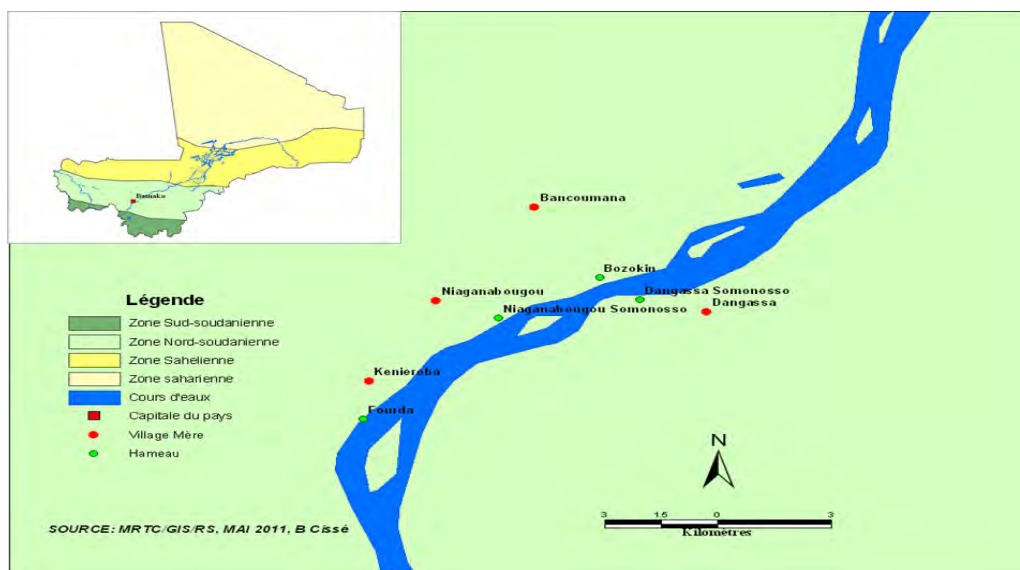 Bamako
Bancoumana
Bozokin
Niaganabougou
Dangassa Somonosso
Dangassa
Niaganabougou Somonosso
Kenieroba
Fourda
Légende
Zone Sud-soudanienne
Zone Nord-soudanienne
Zone Sahelienne
Zone saharienne
Cours d'eaux
Capitale du pays
Village Mère
Hameau
N
3 1.5 0 3
Kilomètres
SOURCE: MRTC/GIS/RS, MAI 2011, B Cissé